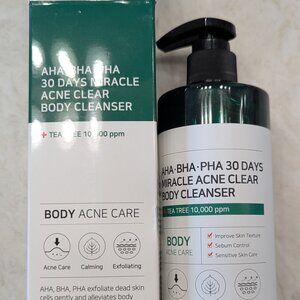 AHA·BHA·PHA
30 DAYS MIRACLE
ACNE CLEAR
BODY CLEANSER
+ TEA TREE 10,000 ppm
BODY ACNE CARE
Acne Care
Calming
Exfoliating
AHA, BHA, PHA exfoliate dead skin
cells gently and alleviates body
AHA·BHA·PHA 30 DAYS
MIRACLE ACNE CLEAR
BODY CLEANSER
TEA TREE 10,000 ppm
BODY
ACNE CARE
Improve Skin Texture
Sebum Control
Sensitive Skin Care